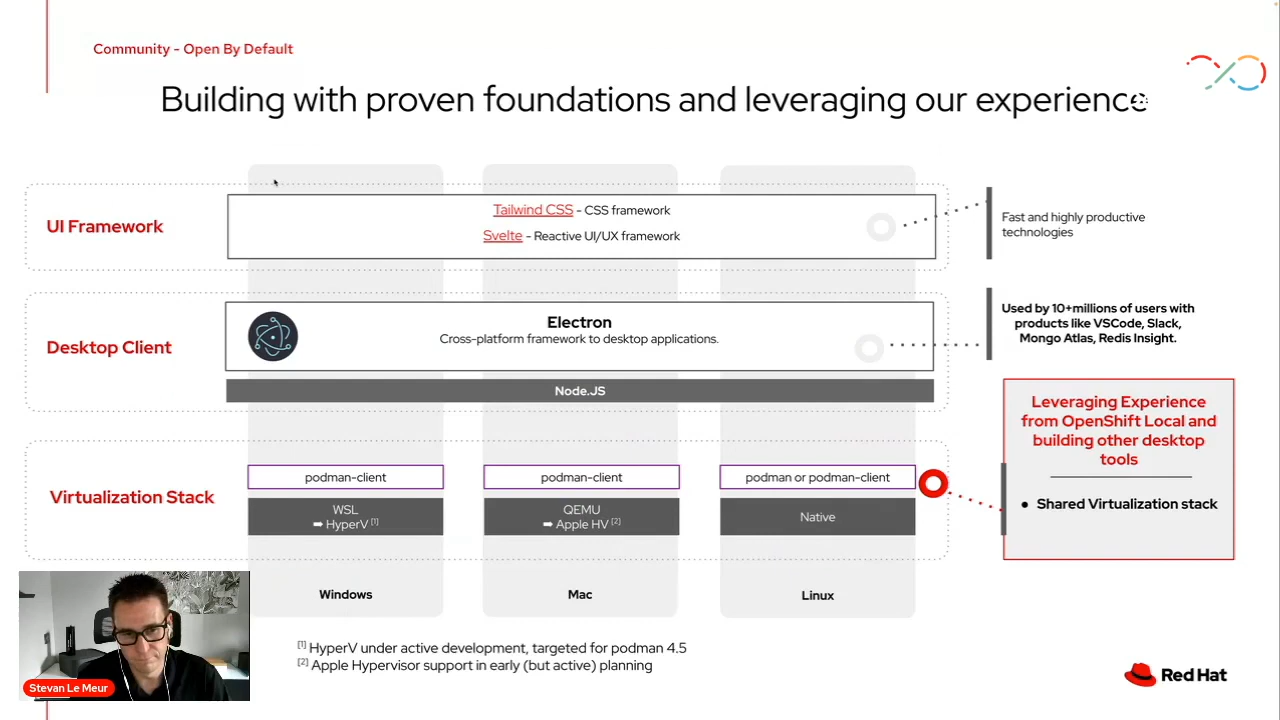 Community - Open By Default
Building with proven foundations and leveraging our experience
UI Framework
Tailwind CSS - CSS framework
Svelte - Reactive UI/UX framework
Fast and highly productive
technologies
Desktop Client
Electron
Cross-platform framework to desktop applications.
Node.JS
Used by 10+millions of users with
products like VSCode, Slack,
Mongo Atlas, Redis Insight.
Leveraging Experience
from OpenShift Local and
building other desktop
tools
● Shared Virtualization stack
Virtualization Stack
podman-client
podman-client
podman or podman-client
WSL
➡ HyperV [1]
QEMU
➡ Apple HV [2]
Native
Windows
Mac
Linux
[1] HyperV under active development, targeted for podman 4.5
[2] Apple Hypervisor support in early (but active) planning
Stevan Le Meur
Red Hat